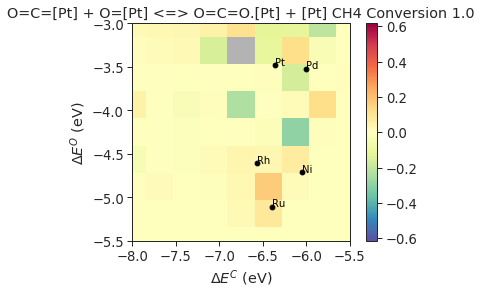 O=C=[Pt] + O=[Pt] <=> O=C=O.[Pt] + [Pt] CH4 Conversion 1.0
−3.0
−3.5
−4.0
−4.5
−5.0
−5.5
ΔE^O (eV)
Pt
Pd
Rh
Ni
Ru
−8.0 −7.5 −7.0 −6.5 −6.0 −5.5
ΔE^C (eV)
0.6
0.4
0.2
0.0
−0.2
−0.4
−0.6